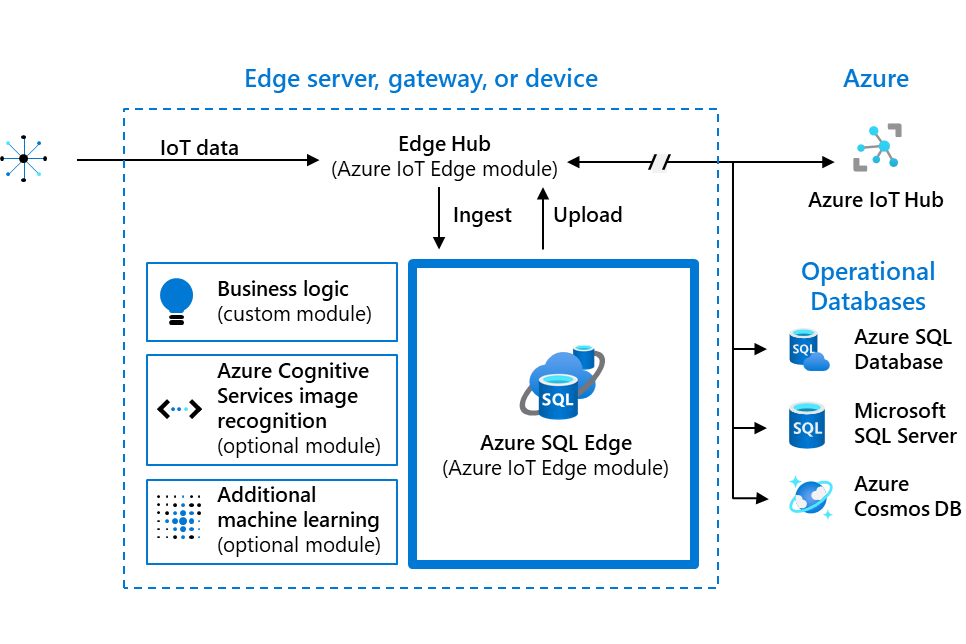 Edge server, gateway, or device
Azure
IoT data
Edge Hub
(Azure IoT Edge module)
Azure IoT Hub
Ingest
Upload
Business logic
(custom module)
Azure Cognitive
Services image
recognition
(optional module)
Additional
machine learning
(optional module)
SQL
Azure SQL Edge
(Azure IoT Edge module)
Operational
Databases
SQL
Azure SQL
Database
SQL
Microsoft
SQL Server
Azure
Cosmos DB